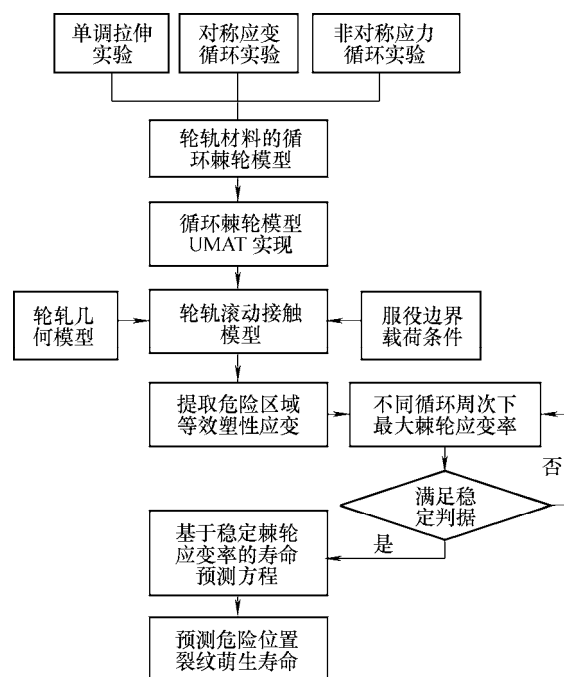 单调拉伸
实验
对称应变
循环实验
非对称应力
循环实验
轮轨材料的循
环棘轮模型
循环棘轮模型
UMAT 实现
轮轧几
何模型
轮轨滚动接触
模型
服役边界
载荷条件
提取危险区域
等效塑性应变
不同循环周次下
最大棘轮应变率
否
满足稳
定判据
是
基于稳定棘轮
应变率的寿命
预测方程
预测危险位置
裂纹萌生寿命